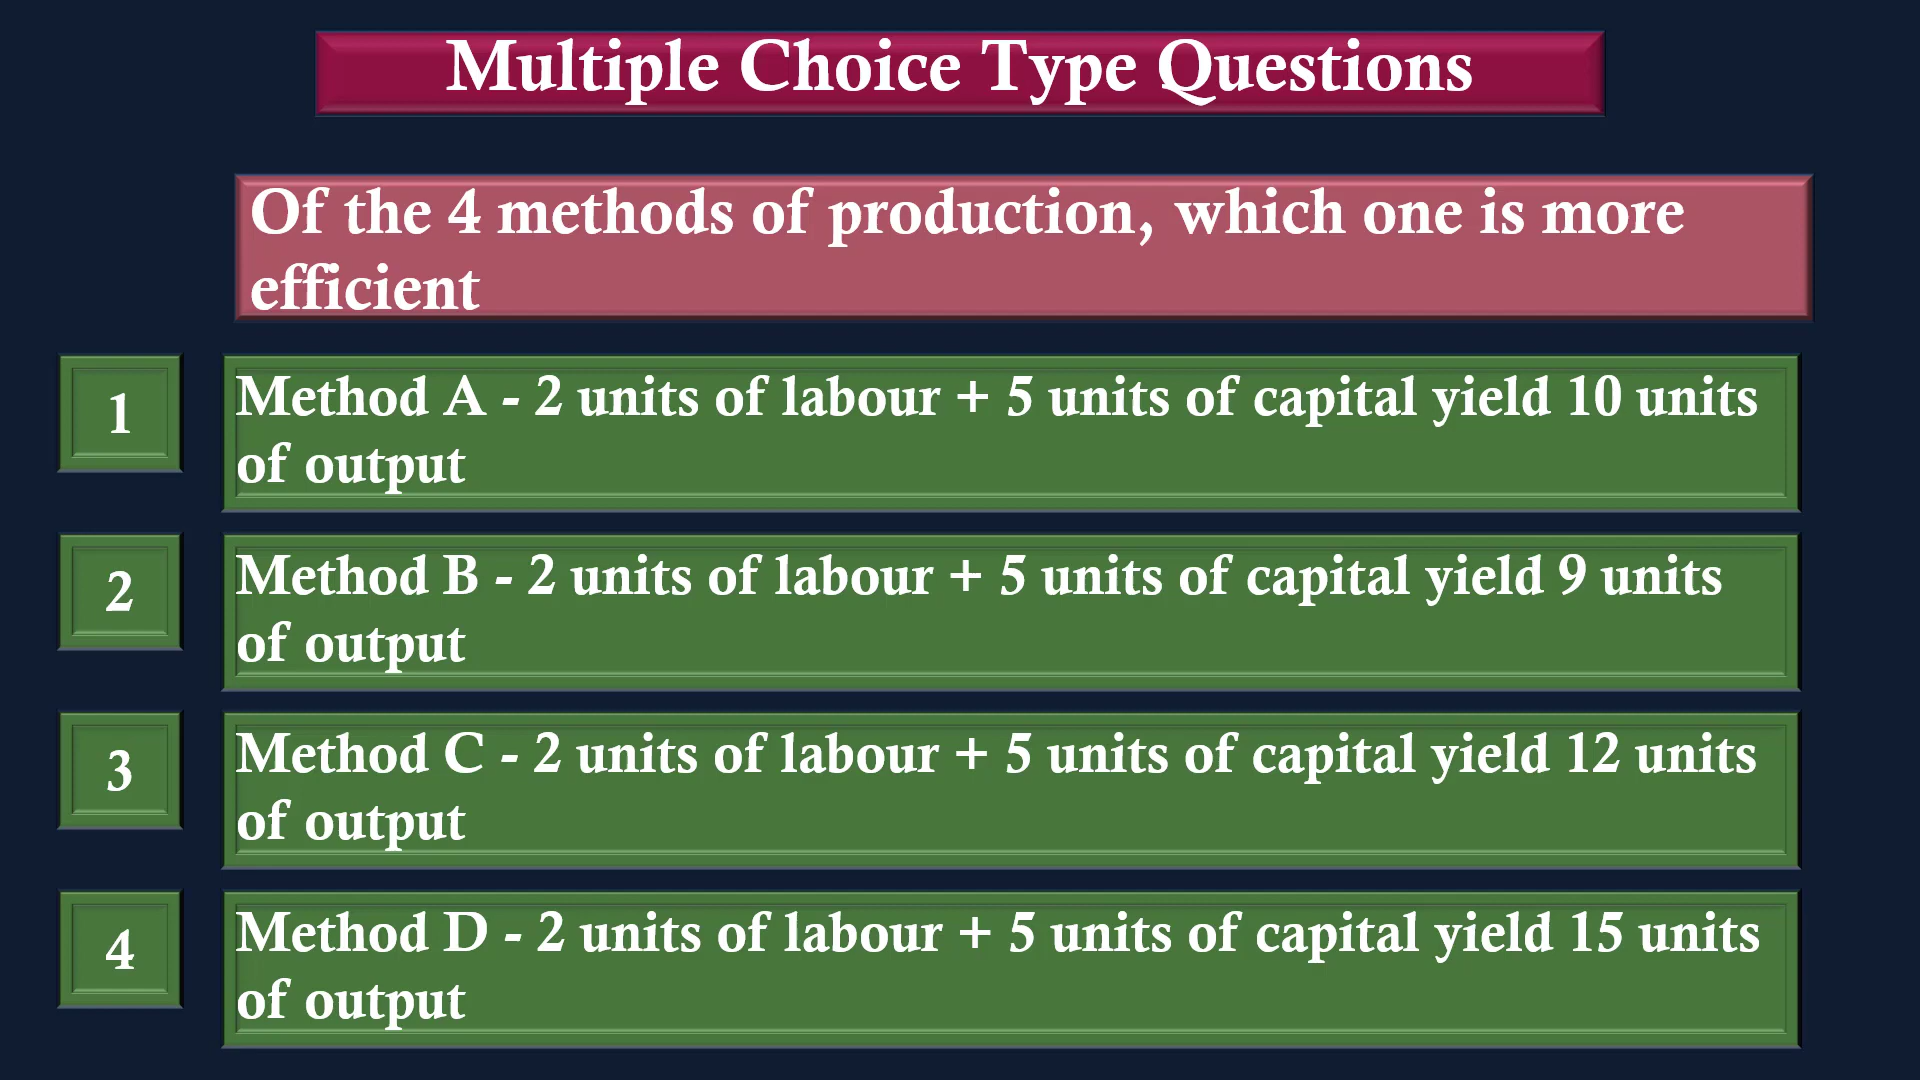 Multiple Choice Type Questions
Of the 4 methods of production, which one is more
efficient
1
Method A - 2 units of labour + 5 units of capital yield 10 units
of output
2
Method B - 2 units of labour + 5 units of capital yield 9 units
of output
3
Method C - 2 units of labour + 5 units of capital yield 12 units
of output
4
Method D - 2 units of labour + 5 units of capital yield 15 units
of output